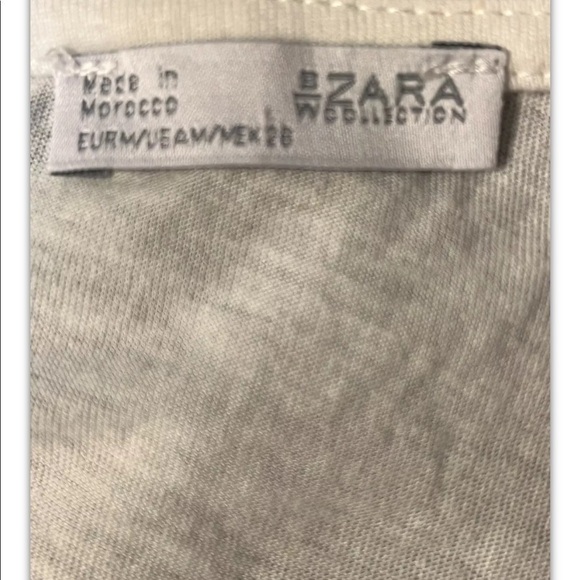 Made in
Morocco
EUR M/USA M/MEX 28
B
W
ZARA
COLLECTION